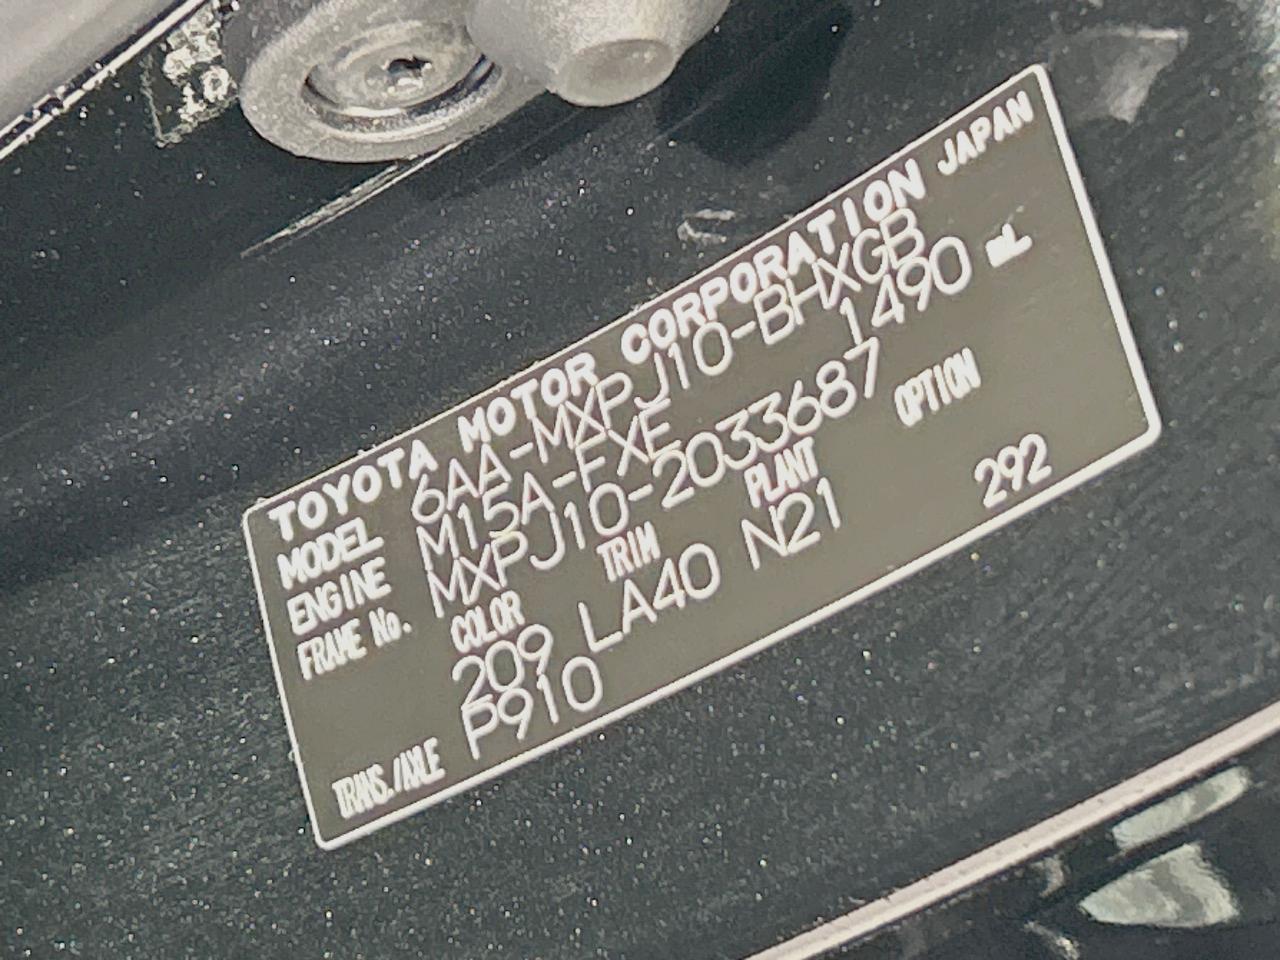 TOYOTA MOTOR CORPORATION JAPAN
MODEL 6AA-MXPJ10-BHXGB
ENGINE M15A-FXE 1490 mL
FRAME No. MXPJ10-2033687
COLOR TRIM PLANT OPTION
209 LA40 N21 292
TRANS./AXLE P910
10